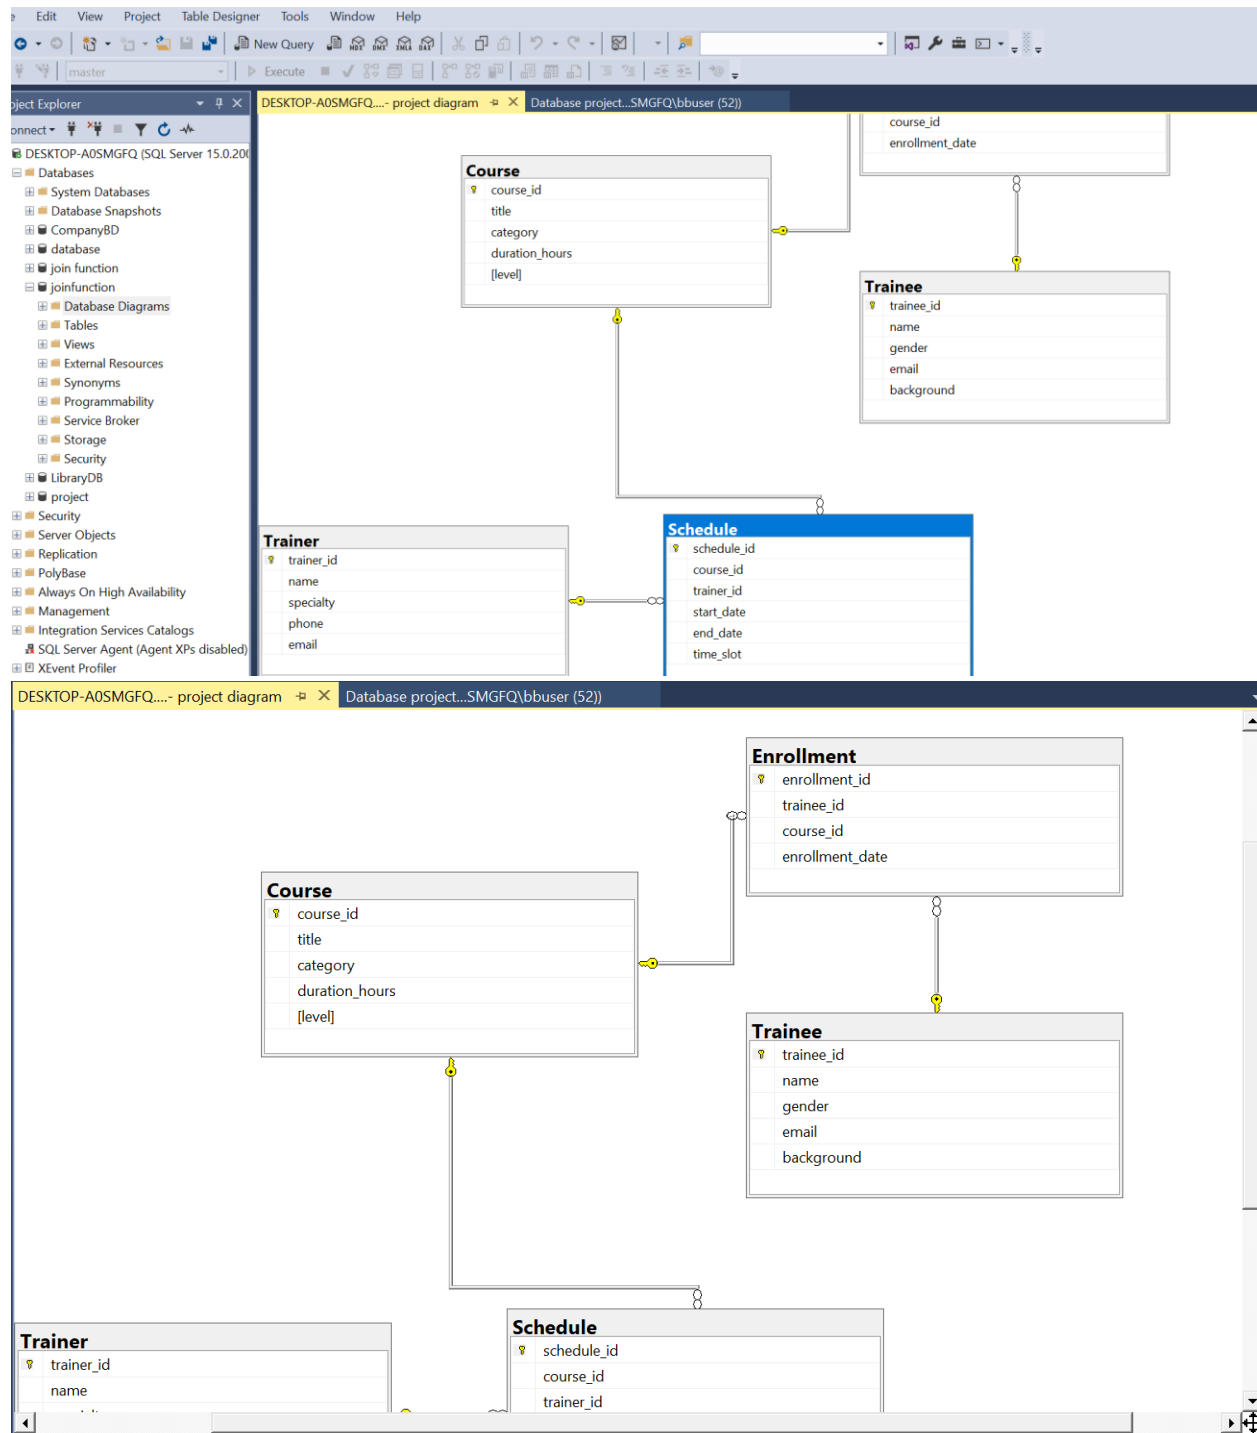 Edit View Project Table Designer Tools Window Help
New Query MDX DMX XMLA DAX
master Execute
ject Explorer
DESKTOP-A0SMGFQ....- project diagram Database project...SMGFQ\bbuser (52))
onnect
DESKTOP-A0SMGFQ (SQL Server 15.0.200
Databases
System Databases
Database Snapshots
CompanyBD
database
join function
joinfunction
Database Diagrams
Tables
Views
External Resources
Synonyms
Programmability
Service Broker
Storage
Security
LibraryDB
project
Security
Server Objects
Replication
PolyBase
Always On High Availability
Management
Integration Services Catalogs
SQL Server Agent (Agent XPs disabled)
XEvent Profiler
course_id
enrollment_date
Course
course_id
title
category
duration_hours
[level]
Trainee
trainee_id
name
gender
email
background
Trainer
trainer_id
name
specialty
phone
email
Schedule
schedule_id
course_id
trainer_id
start_date
end_date
time_slot
DESKTOP-A0SMGFQ....- project diagram Database project...SMGFQ\bbuser (52))
Enrollment
enrollment_id
trainee_id
course_id
enrollment_date
Course
course_id
title
category
duration_hours
[level]
Trainee
trainee_id
name
gender
email
background
Trainer
trainer_id
name
Schedule
schedule_id
course_id
trainer_id